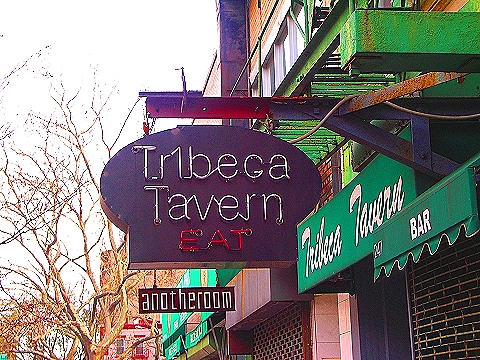 Tribeca
Tavern
EAT
anotheroom
Tribeca Tavern
BAR